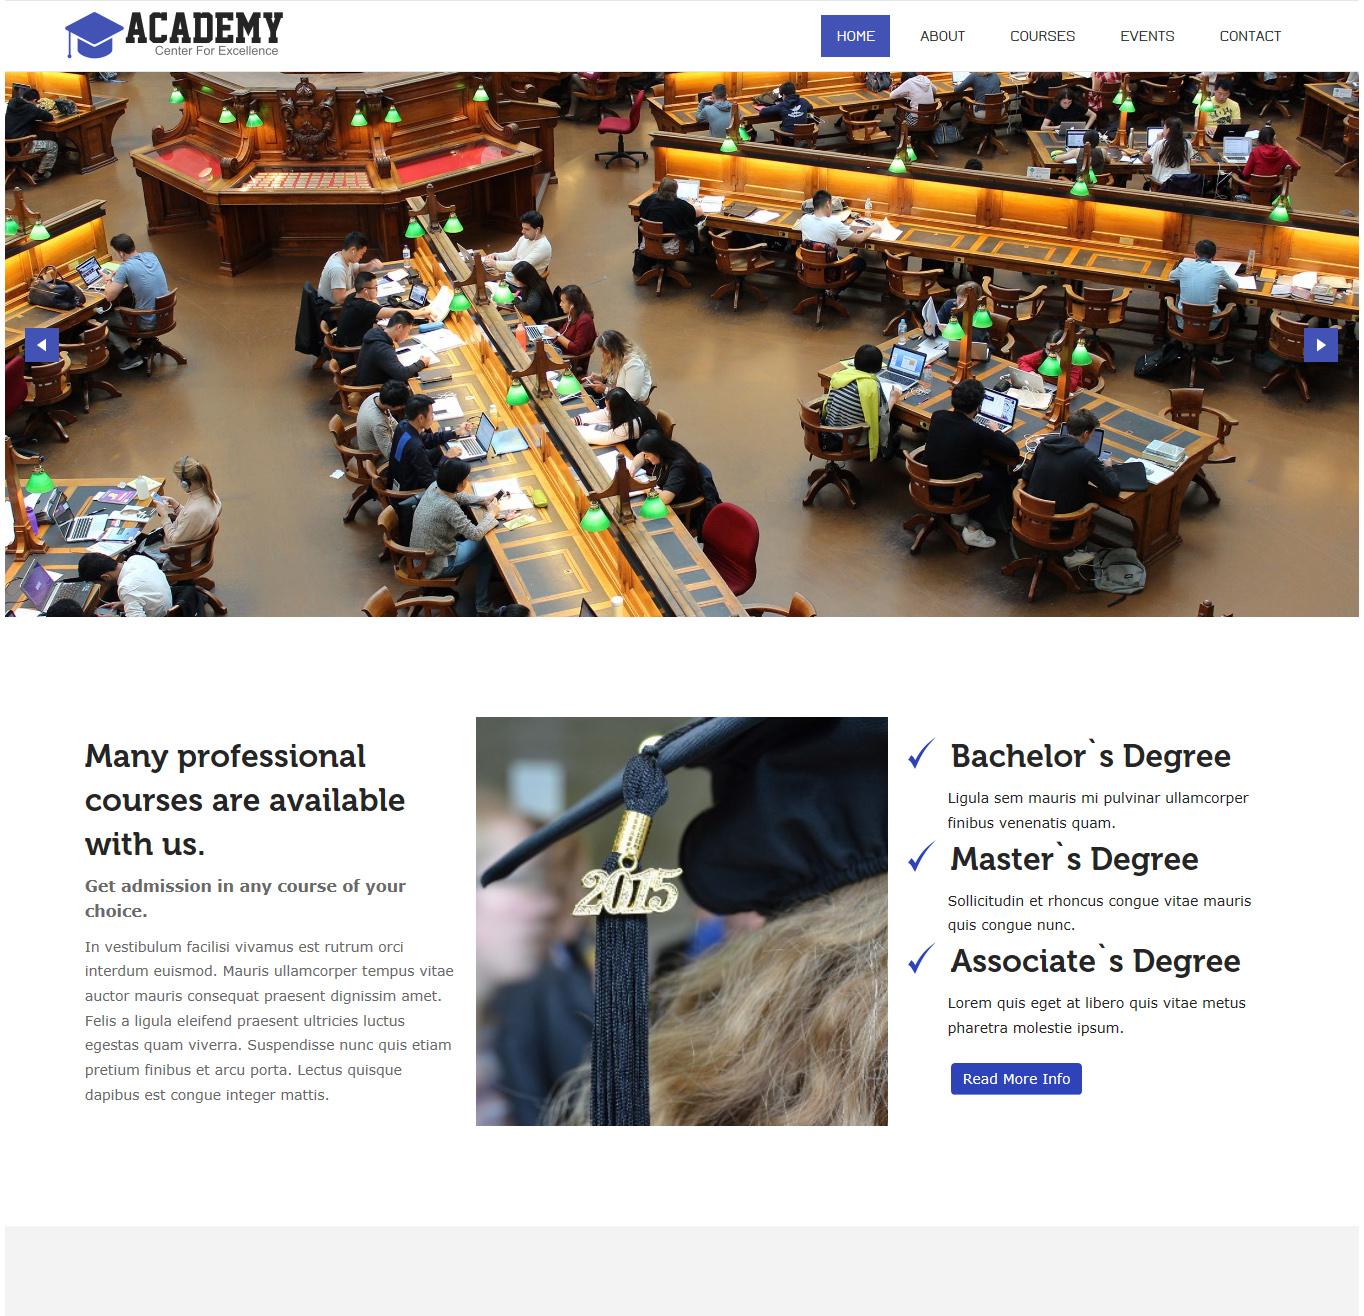 ACADEMY
Center For Excellence
HOME ABOUT COURSES EVENTS CONTACT
Many professional
courses are available
with us.
Get admission in any course of your
choice.
In vestibulum facilisi vivamus est rutrum orci
interdum euismod. Mauris ullamcorper tempus vitae
auctor mauris consequat praesent dignissim amet.
Felis a ligula eleifend praesent ultricies luctus
egestas quam viverra. Suspendisse nunc quis etiam
pretium finibus et arcu porta. Lectus quisque
dapibus est congue integer mattis.
2015
Bachelor`s Degree
Ligula sem mauris mi pulvinar ullamcorper
finibus venenatis quam.
Master`s Degree
Sollicitudin et rhoncus congue vitae mauris
quis congue nunc.
Associate`s Degree
Lorem quis eget at libero quis vitae metus
pharetra molestie ipsum.
Read More Info